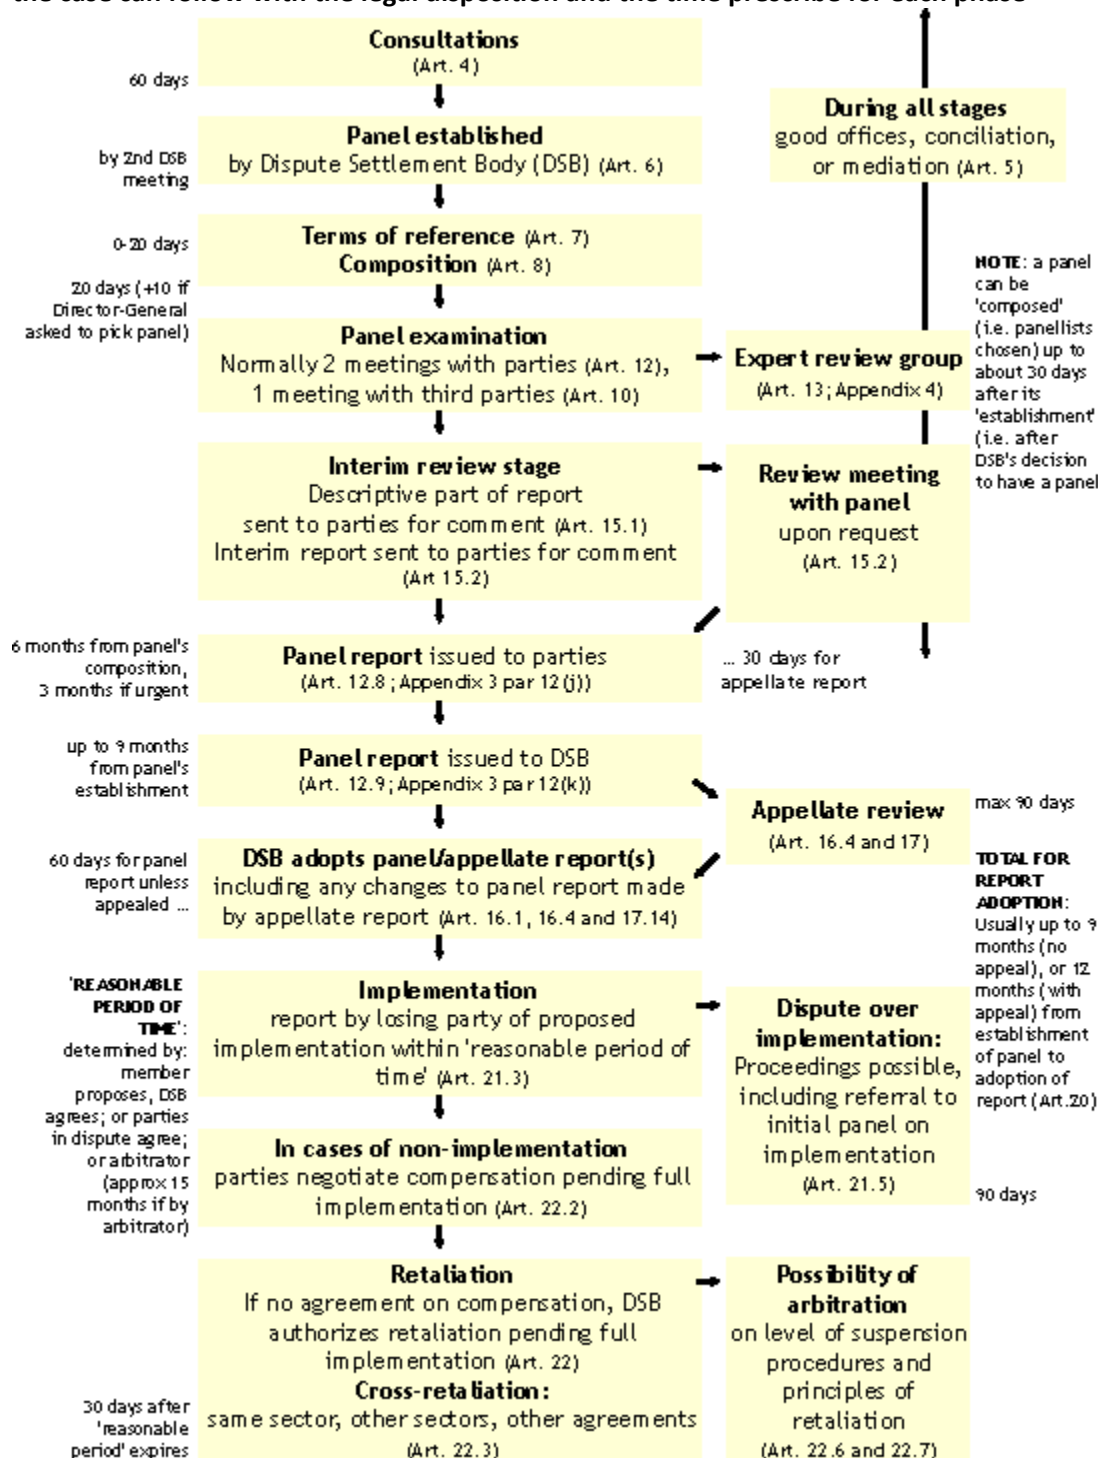 the case can follow with the legal disposition and the time prescribe for each phase
Consultations
(Art. 4)
60 days
During all stages
good offices, conciliation,
or mediation (Art. 5)
Panel established
by Dispute Settlement Body (DSB) (Art. 6)
by 2nd DSB
meeting
0-20 days
Terms of reference (Art. 7)
Composition (Art. 8)
20 days (+10 if
Director-General
asked to pick panel)
NOTE: a panel
can be
'composed'
(i.e. panellists
chosen) up to
about 30 days
after its
'establishment'
(i.e. after
DSB's decision
to have a panel
Panel examination
Normally 2 meetings with parties (Art. 12),
1 meeting with third parties (Art. 10)
Expert review group
(Art. 13; Appendix 4)
Interim review stage
Descriptive part of report
sent to parties for comment (Art. 15.1)
Interim report sent to parties for comment
(Art 15.2)
Review meeting
with panel
upon request
(Art. 15.2)
6 months from panel's
composition,
3 months if urgent
Panel report issued to parties
(Art. 12.8; Appendix 3 par 12(j))
... 30 days for
appellate report
up to 9 months
from panel's
establishment
Panel report issued to DSB
(Art. 12.9; Appendix 3 par 12(k))
Appellate review
(Art. 16.4 and 17)
max 90 days
60 days for panel
report unless
appealed ...
DSB adopts panel/appellate report(s)
including any changes to panel report made
by appellate report (Art. 16.1, 16.4 and 17.14)
TOTAL FOR
REPORT
ADOPTION:
Usually up to 9
months (no
appeal), or 12
months (with
appeal) from
establishment
of panel to
adoption of
report (Art.20)
'REASONABLE
PERIOD OF
TIME':
determined by:
member
proposes, DSB
agrees; or parties
in dispute agree;
or arbitrator
(approx 15
months if by
arbitrator)
Implementation
report by losing party of proposed
implementation within 'reasonable period of
time' (Art. 21.3)
Dispute over
implementation:
Proceedings possible,
including referral to
initial panel on
implementation
(Art. 21.5)
90 days
In cases of non-implementation
parties negotiate compensation pending full
implementation (Art. 22.2)
Retaliation
If no agreement on compensation, DSB
authorizes retaliation pending full
implementation (Art. 22)
Cross-retaliation:
same sector, other sectors, other agreements
(Art. 22.3)
30 days after
'reasonable
period' expires
Possibility of
arbitration
on level of suspension
procedures and
principles of
retaliation
(Art. 22.6 and 22.7)